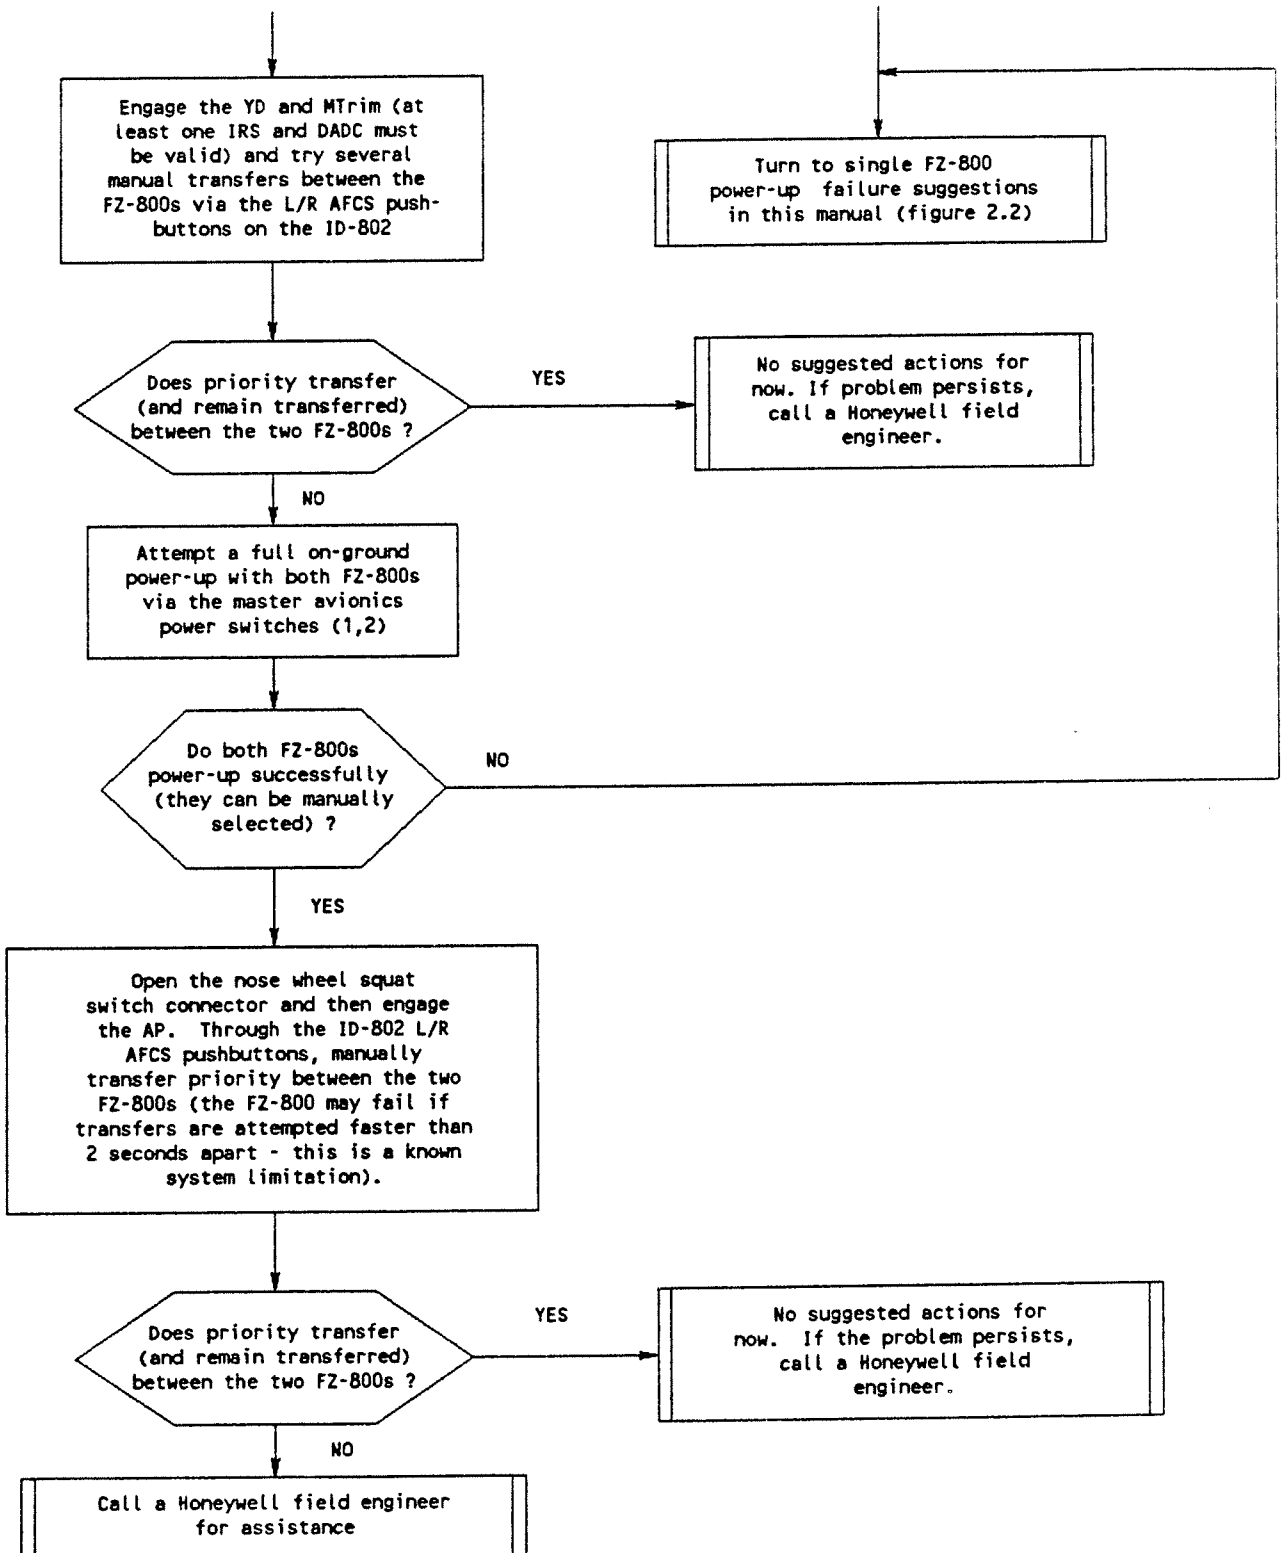 Engage the YD and MTrim (at
least one IRS and DADC must
be valid) and try several
manual transfers between the
FZ-800s via the L/R AFCS push-
buttons on the ID-802
Turn to single FZ-800
power-up failure suggestions
in this manual (figure 2.2)
Does priority transfer
(and remain transferred)
between the two FZ-800s ?
YES
No suggested actions for
now. If problem persists,
call a Honeywell field
engineer.
NO
Attempt a full on-ground
power-up with both FZ-800s
via the master avionics
power switches (1,2)
Do both FZ-800s
power-up successfully
(they can be manually
selected) ?
NO
YES
Open the nose wheel squat
switch connector and then engage
the AP. Through the ID-802 L/R
AFCS pushbuttons, manually
transfer priority between the two
FZ-800s (the FZ-800 may fail if
transfers are attempted faster than
2 seconds apart - this is a known
system limitation).
Does priority transfer
(and remain transferred)
between the two FZ-800s ?
YES
No suggested actions for
now. If the problem persists,
call a Honeywell field
engineer.
NO
Call a Honeywell field engineer
for assistance